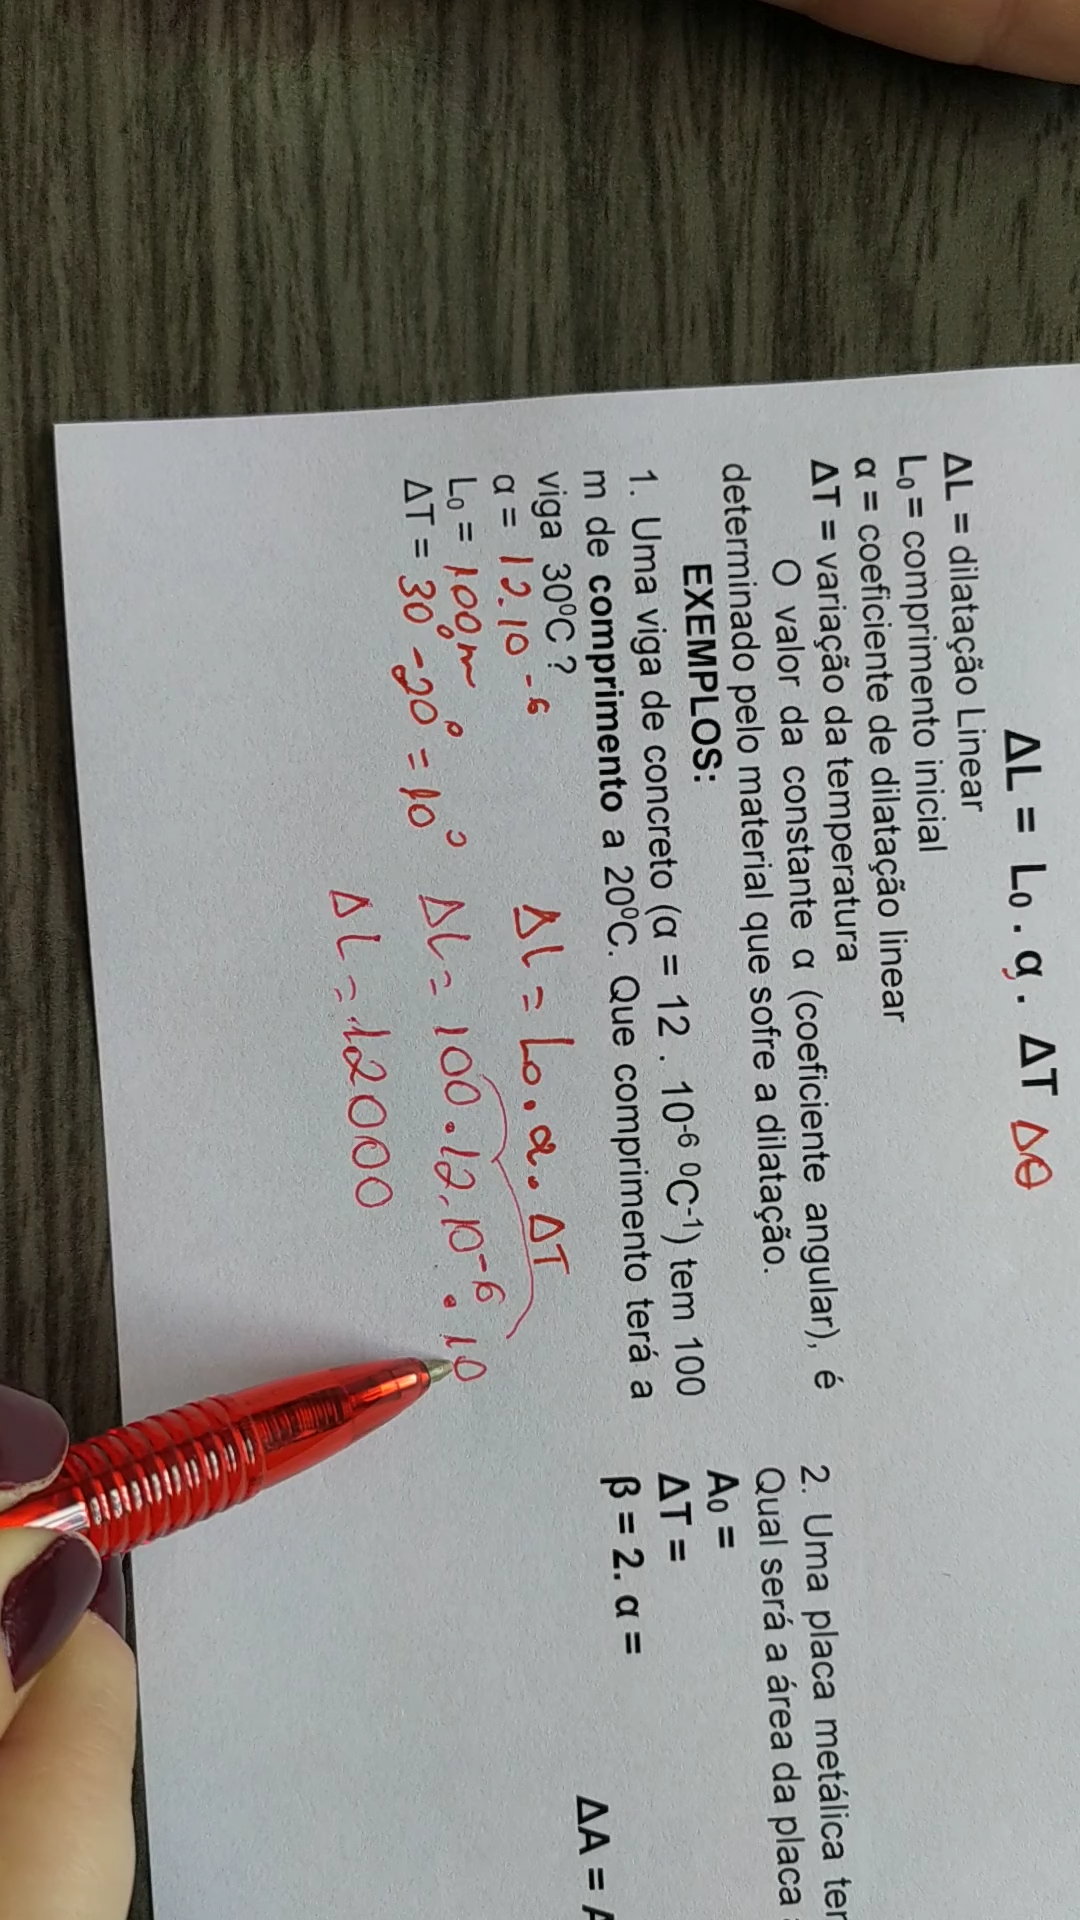 ΔL = L₀ . α . ΔT Δθ
ΔL = dilatação Linear
L₀ = comprimento inicial
α = coeficiente de dilatação linear
ΔT = variação da temperatura
O valor da constante α (coeficiente angular), é
determinado pelo material que sofre a dilatação.
EXEMPLOS:
1. Uma viga de concreto (α = 12 . 10⁻⁶ ⁰C⁻¹) tem 100
m de comprimento a 20⁰C. Que comprimento terá a
viga 30⁰C ?
α = 12.10⁻⁶
L₀ = 100m
ΔT = 30° - 20° = 10°
ΔL = L₀ . α . ΔT
ΔL = 100 . 12 . 10⁻⁶ . 10
ΔL = 12000
2. Uma placa metálica
Qual será a área da placa
A₀ =
ΔT =
β = 2. α =
ΔA =